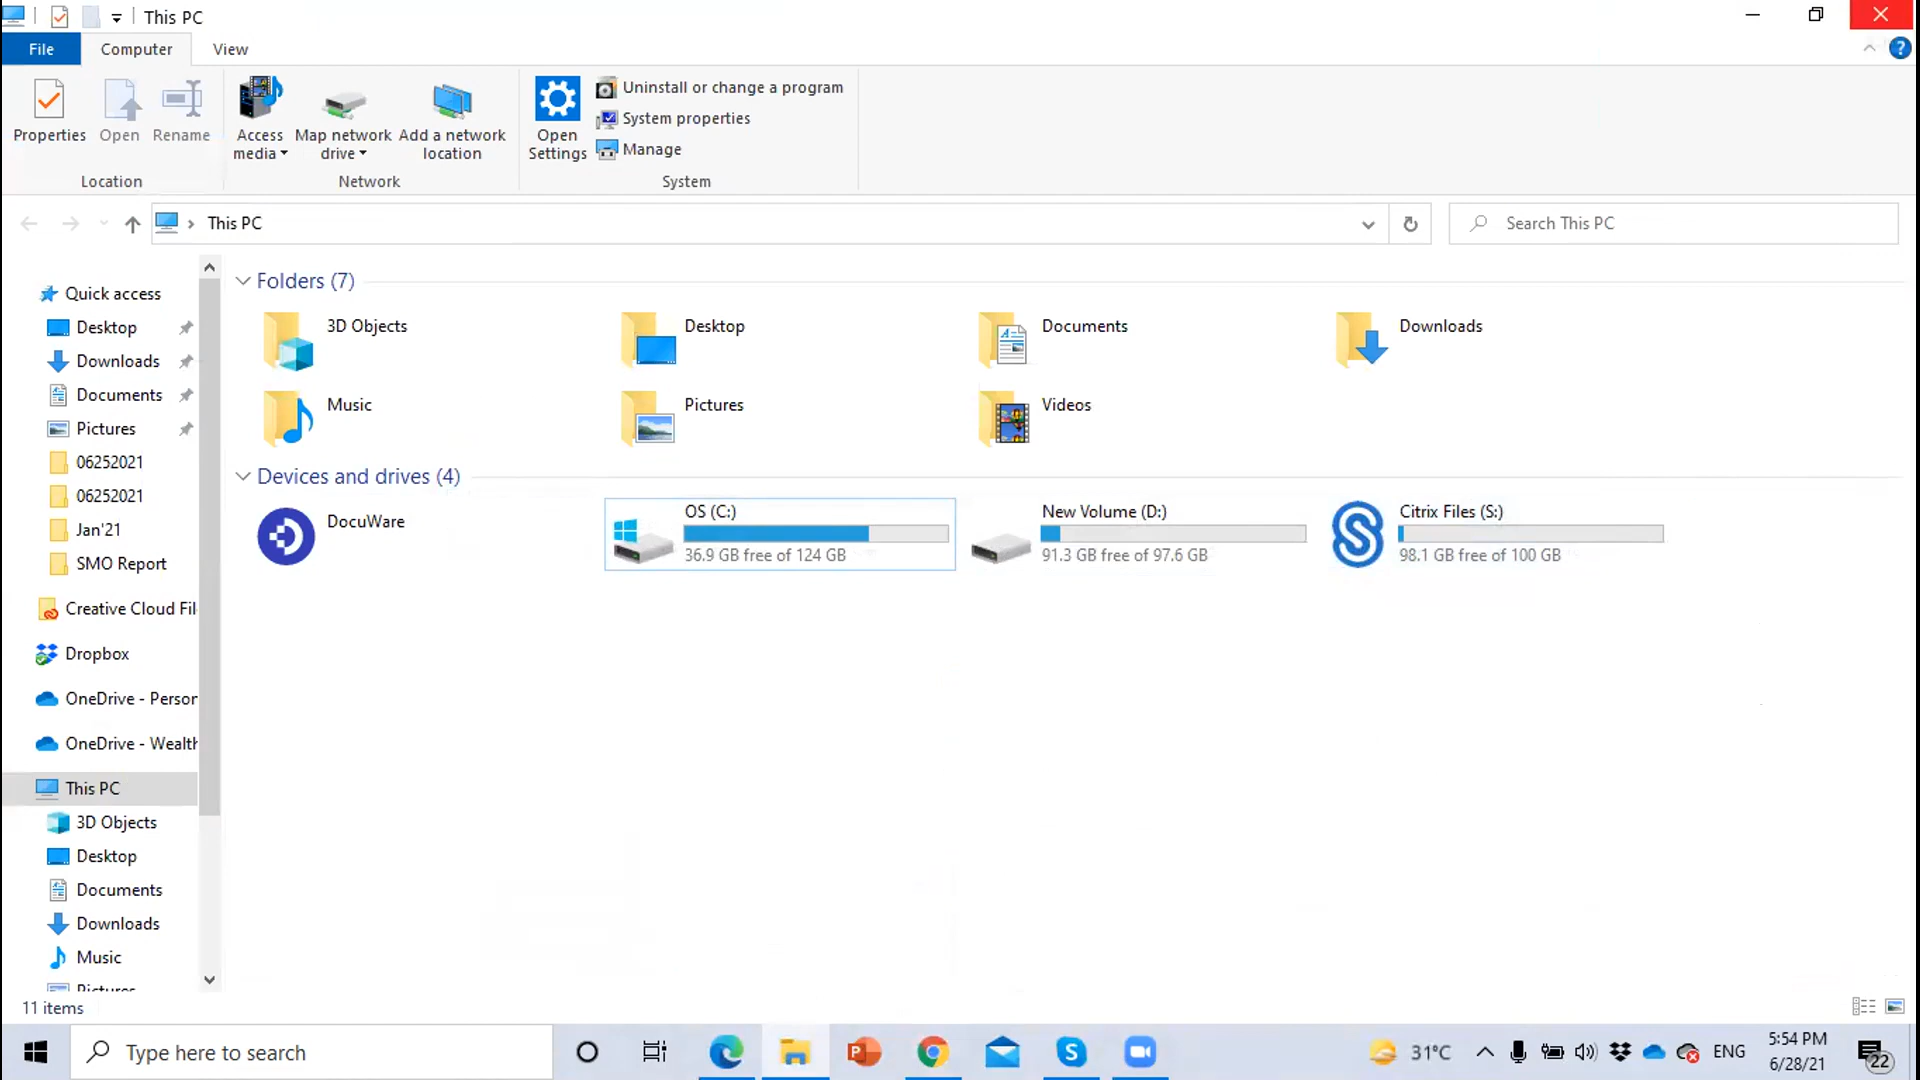 This PC
File
Computer
View
Properties
Open
Rename
Access
media
Map network
drive
Add a network
location
Open
Settings
Uninstall or change a program
System properties
Manage
Location
Network
System
This PC
Search This PC
Quick access
Desktop
Downloads
Documents
Pictures
06252021
06252021
Jan'21
SMO Report
Creative Cloud Fil
Dropbox
OneDrive - Person
OneDrive - Wealth
This PC
3D Objects
Desktop
Documents
Downloads
Music
Pictures
Folders (7)
3D Objects
Desktop
Documents
Downloads
Music
Pictures
Videos
Devices and drives (4)
DocuWare
OS (C:)
36.9 GB free of 124 GB
New Volume (D:)
91.3 GB free of 97.6 GB
Citrix Files (S:)
98.1 GB free of 100 GB
11 items
Type here to search
31°C
ENG
5:54 PM
6/28/21
22